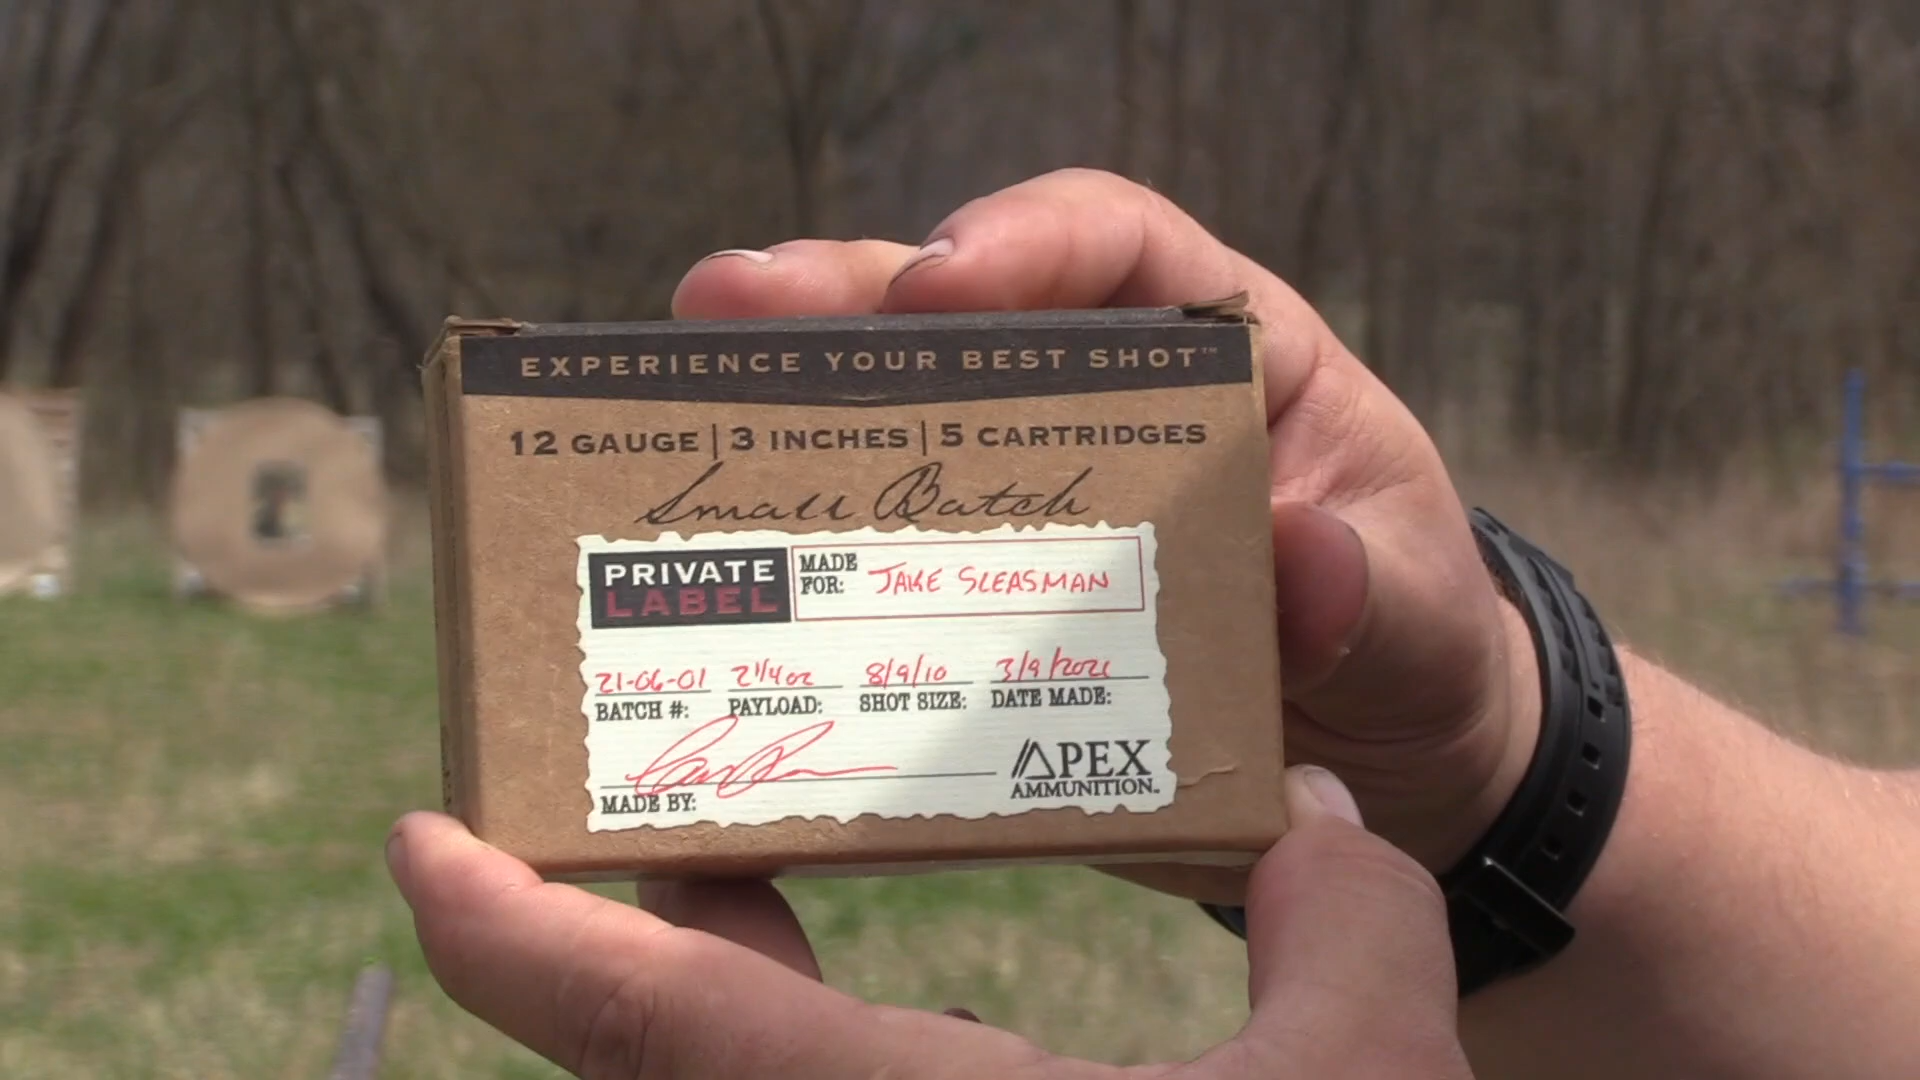 EXPERIENCE YOUR BEST SHOT™
12 GAUGE | 3 INCHES | 5 CARTRIDGES
Small Batch
PRIVATE LABEL
MADE FOR: JAKE SLEASMAN
21-06-01 2 1/4 oz 8/9/10 3/9/2021
BATCH #: PAYLOAD: SHOT SIZE: DATE MADE:
MADE BY:
APEX
AMMUNITION